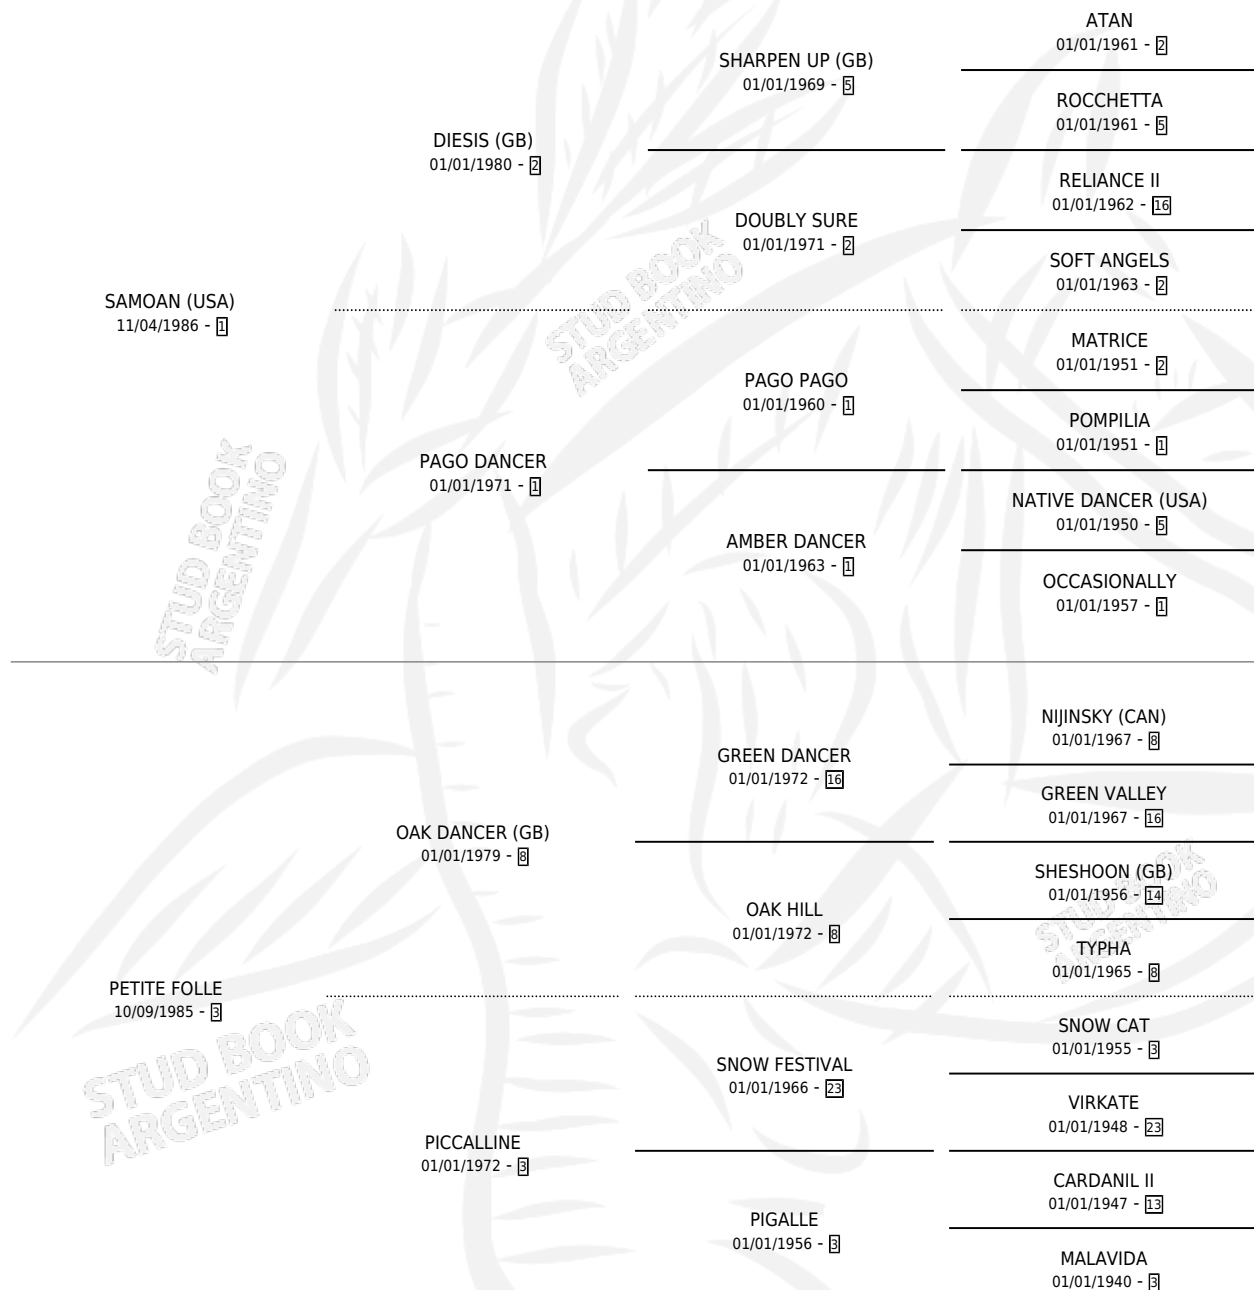 ATAN
01/01/1961 - 2
SHARPEN UP (GB)
01/01/1969 - 5
ROCCHETTA
01/01/1961 - 5
DIESIS (GB)
01/01/1980 - 2
RELIANCE II
01/01/1962 - 16
DOUBLY SURE
01/01/1971 - 2
SOFT ANGELS
01/01/1963 - 2
SAMOAN (USA)
11/04/1986 - 1
MATRICE
01/01/1951 - 2
PAGO PAGO
01/01/1960 - 1
POMPILIA
01/01/1951 - 1
PAGO DANCER
01/01/1971 - 1
NATIVE DANCER (USA)
01/01/1950 - 5
AMBER DANCER
01/01/1963 - 1
OCCASIONALLY
01/01/1957 - 1
STUD BOOK
ARGENTINO
STUD BOOK
ARGENTINO
NIJINSKY (CAN)
01/01/1967 - 8
GREEN DANCER
01/01/1972 - 16
GREEN VALLEY
01/01/1967 - 16
OAK DANCER (GB)
01/01/1979 - 8
SHESHOON (GB)
01/01/1956 - 14
OAK HILL
01/01/1972 - 8
TYPHA
01/01/1965 - 8
STUD BOOK
ARGENTINO
PETITE FOLLE
10/09/1985 - 3
SNOW CAT
01/01/1955 - 3
SNOW FESTIVAL
01/01/1966 - 23
VIRKATE
01/01/1948 - 23
PICCALLINE
01/01/1972 - 3
CARDANIL II
01/01/1947 - 13
PIGALLE
01/01/1956 - 3
MALAVIDA
01/01/1940 - 3
STUD BOOK
ARGENTINO